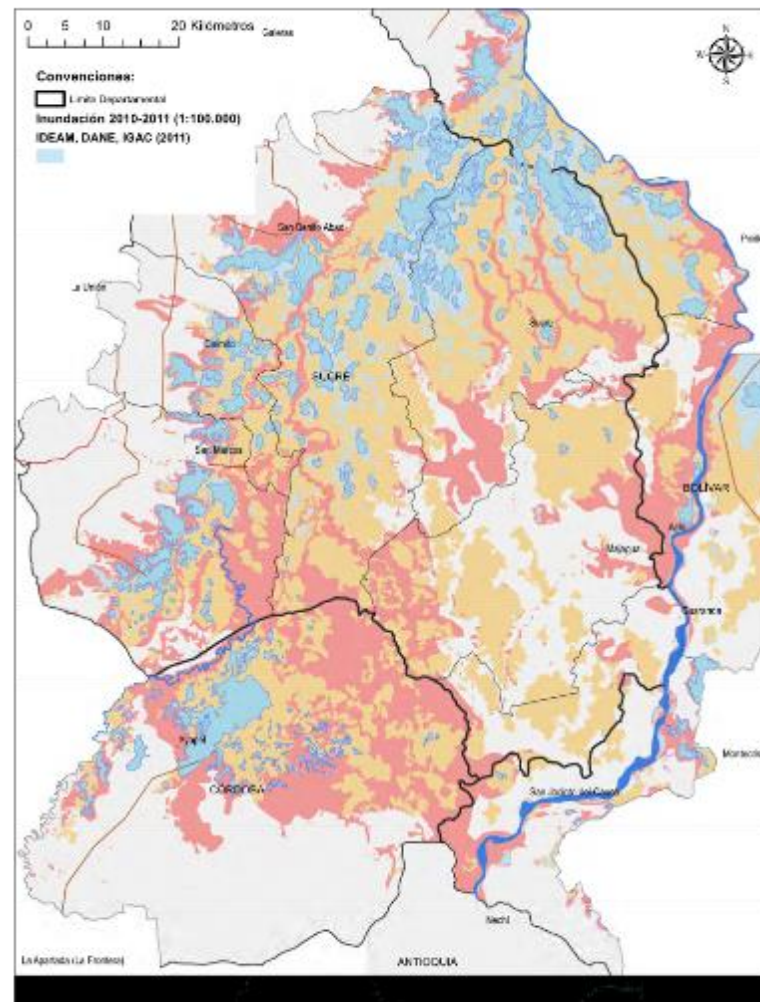 0 5 10 20 Kilómetros
Galeras
N
W E
S
Convenciones:
Limite Departamental
Inundación 2010-2011 (1:100.000)
IDEAM, DANE, IGAC (2011)
San Benito Abad
La Unión
Caimito
Sucre
SUCRE
San Marcos
BOLÍVAR
Achí
Majagual
Guaranda
Ayapel
CÓRDOBA
San Jacinto del Cauca
Nechí
La Apartada (La Frontera)
ANTIOQUIA